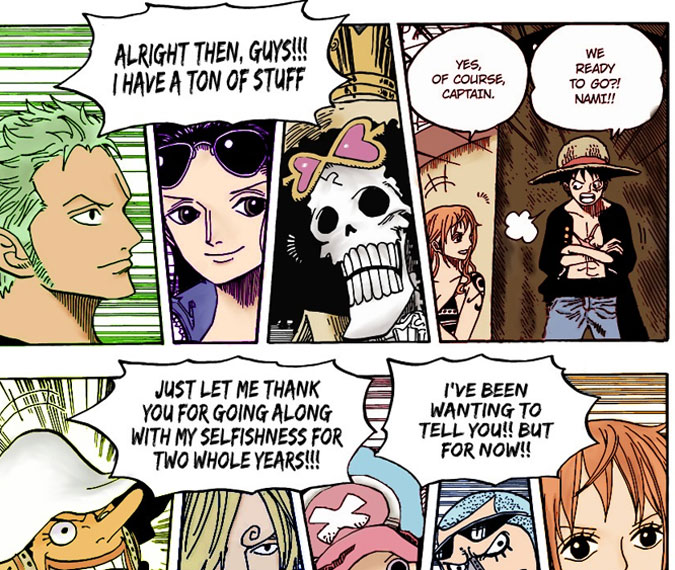 WE
READY
TO GO?!
NAMI!!
YES,
OF COURSE,
CAPTAIN.
ALRIGHT THEN, GUYS!!!
I HAVE A TON OF STUFF
I'VE BEEN
WANTING TO
TELL YOU!! BUT
FOR NOW!!
JUST LET ME THANK
YOU FOR GOING ALONG
WITH MY SELFISHNESS FOR
TWO WHOLE YEARS!!!